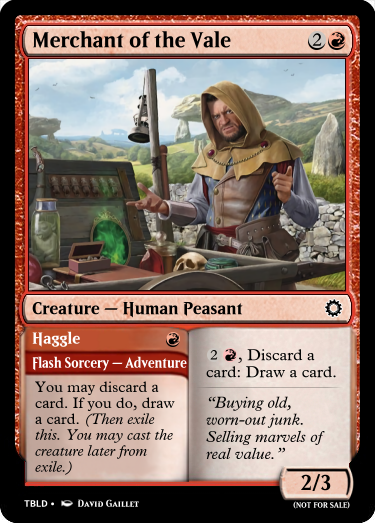 Merchant of the Vale 2
Creature — Human Peasant
Haggle
Flash Sorcery — Adventure
You may discard a
card. If you do, draw
a card. (Then exile
this. You may cast the
creature later from
exile.)
2 , Discard a
card: Draw a card.
“Buying old,
worn-out junk.
Selling marvels of
real value.”
2/3
TBLD • DAVID GAILLET
(NOT FOR SALE)